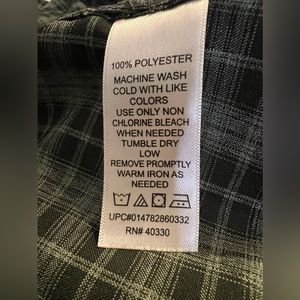 100% POLYESTER
MACHINE WASH
COLD WITH LIKE
COLORS
USE ONLY NON
CHLORINE BLEACH
WHEN NEEDED
TUMBLE DRY
LOW
REMOVE PROMPTLY
WARM IRON AS
NEEDED
UPC#014782860332
RN# 40330